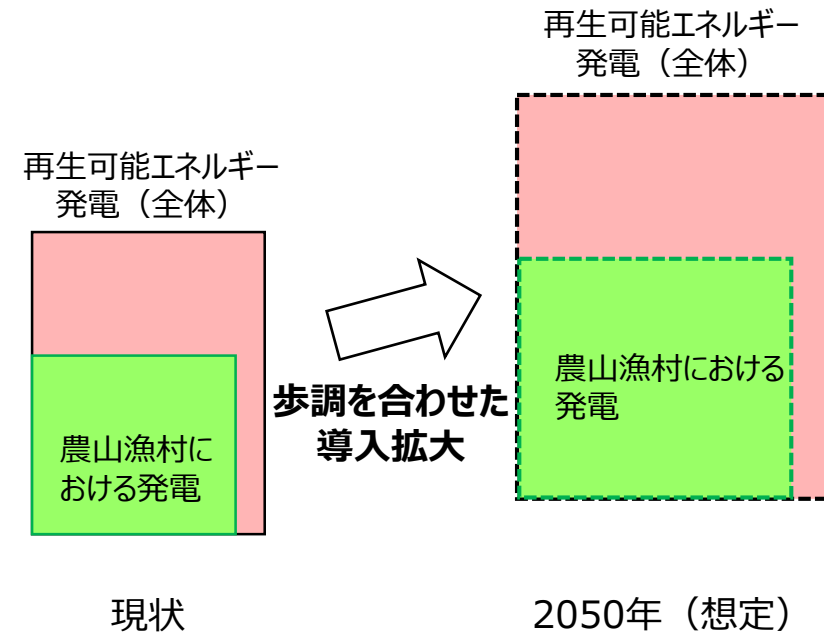 再生可能エネルギー
発電（全体）
農山漁村に
おける発電
現状
歩調を合わせた
導入拡大
再生可能エネルギー
発電（全体）
農山漁村における
発電
2050年（想定）